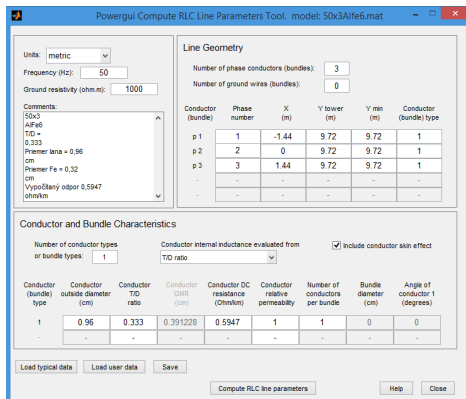 Powergui Compute RLC Line Parameters Tool. model: 50x3Alfe6.mat
Units: metric
Frequency (Hz): 50
Ground resistivity (ohm.m): 1000
Comments:
50x3
AlFe6
T/D =
0,333
Priemer lana = 0,96
cm
Priemer Fe = 0,32
cm
Vypočítaný odpor 0,5947
ohm/km
Line Geometry
Number of phase conductors (bundles): 3
Number of ground wires (bundles): 0
Conductor (bundle) Phase number X (m) Y tower (m) Y min (m) Conductor (bundle) type
p 1 1 -1.44 9.72 9.72 1
p 2 2 0 9.72 9.72 1
p 3 3 1.44 9.72 9.72 1
- - - - - -
- - - - - -
Conductor and Bundle Characteristics
Number of conductor types or bundle types: 1
Conductor internal inductance evaluated from
T/D ratio
Include conductor skin effect
Conductor (bundle) type Conductor outside diameter (cm) Conductor T/D ratio Conductor GMR (cm) Conductor DC resistance (Ohm/km) Conductor relative permeability Number of conductors per bundle Bundle diameter (cm) Angle of conductor 1 (degrees)
1 0.96 0.333 0.391228 0.5947 1 1 0 0
- - - - - - - - -
Load typical data Load user data Save
Compute RLC line parameters Help Close